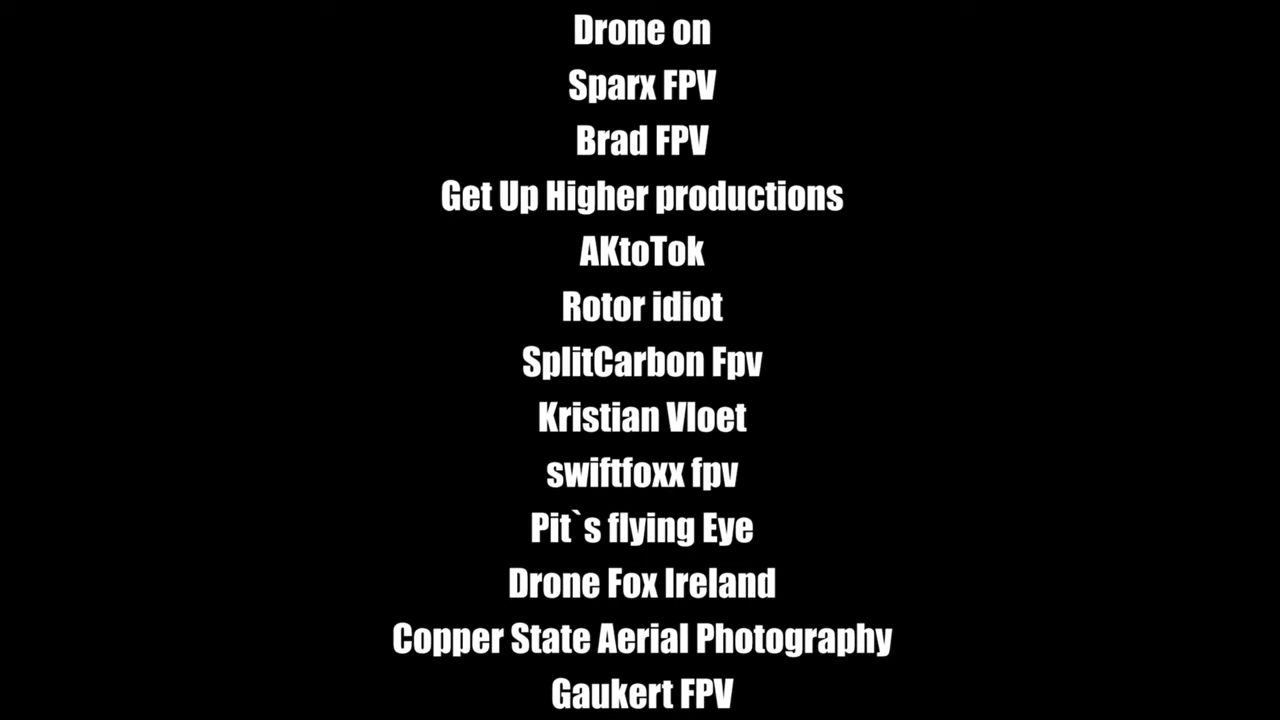 Drone on
Sparx FPV
Brad FPV
Get Up Higher productions
AKtoTok
Rotor idiot
SplitCarbon Fpv
Kristian Vloet
swiftfoxx fpv
Pit`s flying Eye
Drone Fox Ireland
Copper State Aerial Photography
Gaukert FPV